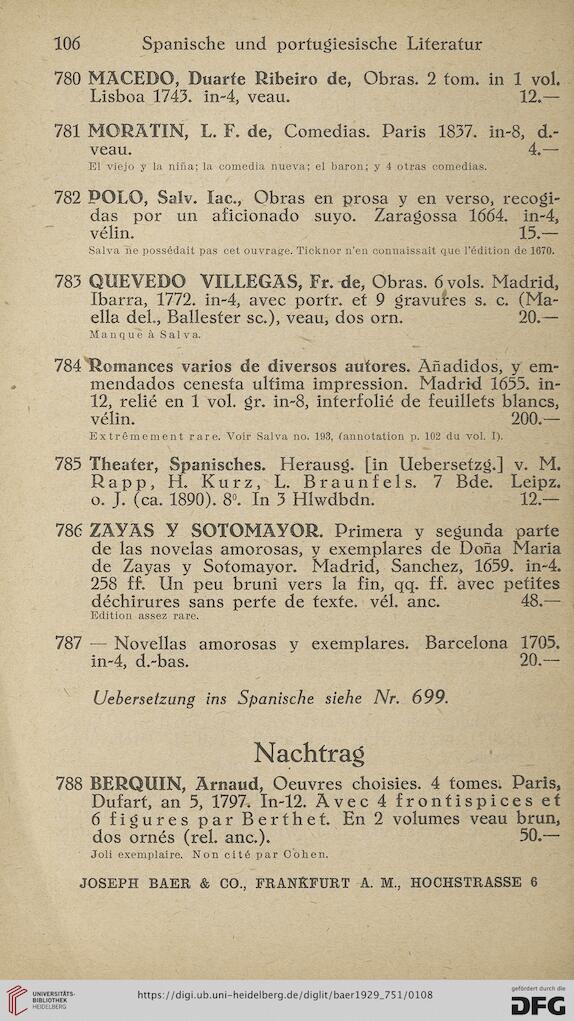 106 Spanische und portugiesische Literatur
780 MACEDO, Duarte Ribeiro de, Obras. 2 tom. in 1 vol.
Lisboa 1743. in-4, veau. 12.—
781 MORATIN, L. F. de, Comedias. Paris 1837. in-8, d.-
veau. 4.—
El viejo y la niña; la comedia nueva; el baron; y 4 otras comedias.
782 POLO, Salv. Iac., Obras en prosa y en verso, recogi-
das por un aficionado suyo. Zaragossa 1664. in-4,
vélin. 15.—
Salva ne possédait pas cet ouvrage. Ticknor n'en connaissait que l'édition de 1670.
783 QUEVEDO VILLEGAS, Fr. de, Obras. 6 vols. Madrid,
Ibarra, 1772. in-4, avec portr. et 9 gravures s. c. (Ma-
ella del., Ballester sc.), veau, dos orn. 20.—
Manque à Salva.
784 Romances varios de diversos autores. Añadidos, y em-
mendados cenesta ultima impression. Madrid 1655. in-
12, relié en 1 vol. gr. in-8, interfolié de feuillets blancs,
vélin. 200.—
Extrêmement rare. Voir Salva no. 193, (annotation p. 102 du vol. I).
785 Theater, Spanisches. Herausg. [in Uebersetzg.] v. M.
Rapp, H. Kurz, L. Braunfels. 7 Bde. Leipz.
o. J. (ca. 1890). 8⁰. In 3 Hlwdbdn. 12.—
786 ZAYAS Y SOTOMAYOR. Primera y segunda parte
de las novelas amorosas, y exemplares de Doña Maria
de Zayas y Sotomayor. Madrid, Sanchez, 1659. in-4.
258 ff. Un peu bruni vers la fin, qq. ff. avec petites
déchirures sans perte de texte. vél. anc. 48.—
Edition assez rare.
787 — Novellas amorosas y exemplares. Barcelona 1705.
in-4, d.-bas. 20.—
Uebersetzung ins Spanische siehe Nr. 699.
Nachtrag
788 BERQUIN, Arnaud, Oeuvres choisies. 4 tomes. Paris,
Dufart, an 5, 1797. In-12. Avec 4 frontispices et
6 figures par Berthet. En 2 volumes veau brun,
dos ornés (rel. anc.). 50.—
Joli exemplaire. Non cité par Cohen.
JOSEPH BAER & CO., FRANKFURT A. M., HOCHSTRASSE 6
UNIVERSITÄTS-
BIBLIOTHEK
HEIDELBERG
https://digi.ub.uni-heidelberg.de/diglit/baer1929_751/0108
gefördert durch die
DFG